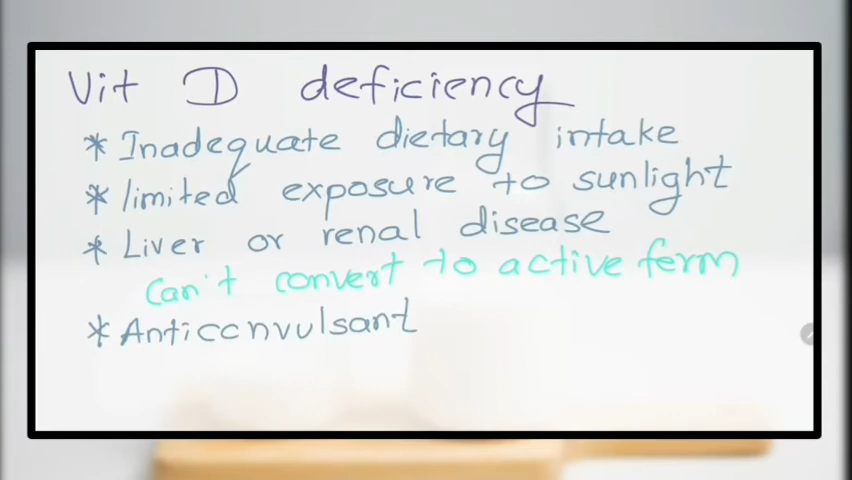 Vit D deficiency
* Inadequate dietary intake
* limited exposure to sunlight
* Liver or renal disease
can't convert to active form
* Anticonvulsant